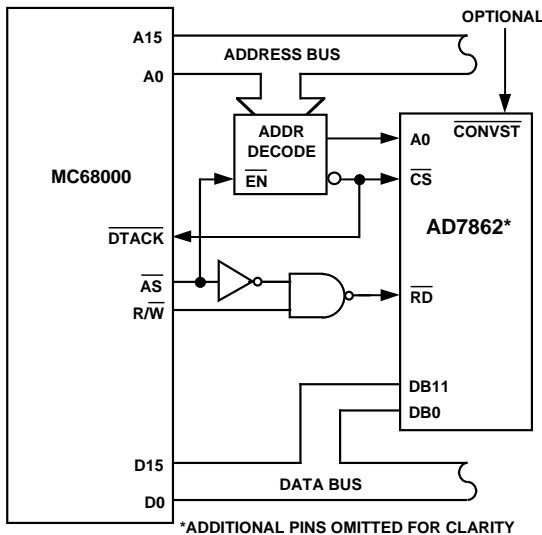 OPTIONAL
A15
ADDRESS BUS
A0
ADDR
DECODE
A0
CONVST
MC68000
EN
CS
AD7862*
DTACK
AS
R/W
RD
DB11
DB0
D15
DATA BUS
D0
*ADDITIONAL PINS OMITTED FOR CLARITY